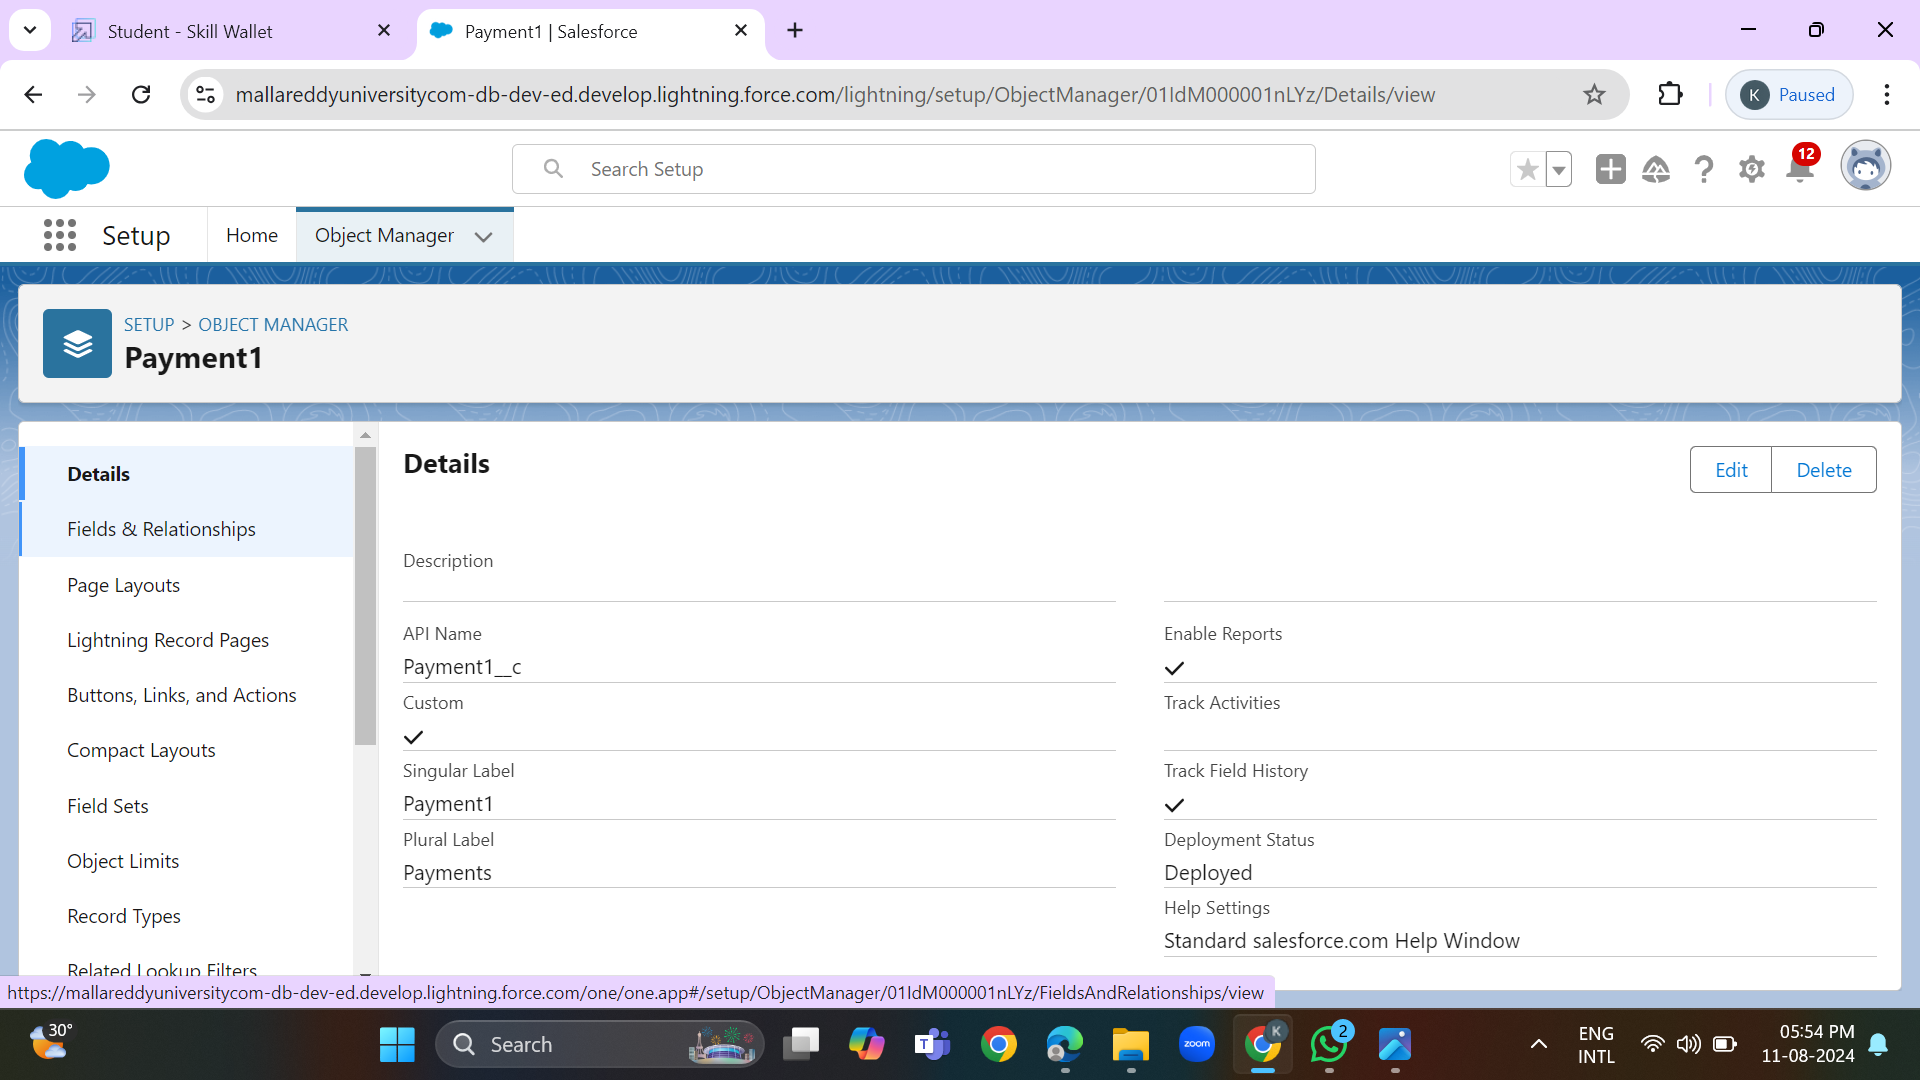 Student - Skill Wallet
Payment1 | Salesforce
mallareddyuniversitycom-db-dev-ed.develop.lightning.force.com/lightning/setup/ObjectManager/01IdM000001nLYz/Details/view
K
Paused
Search Setup
12
Setup
Home
Object Manager
SETUP > OBJECT MANAGER
Payment1
Details
Fields & Relationships
Page Layouts
Lightning Record Pages
Buttons, Links, and Actions
Compact Layouts
Field Sets
Object Limits
Record Types
Related Lookup Filters
Details
Edit
Delete
Description
API Name
Payment1__c
Custom
Singular Label
Payment1
Plural Label
Payments
Enable Reports
Track Activities
Track Field History
Deployment Status
Deployed
Help Settings
Standard salesforce.com Help Window
https://mallareddyuniversitycom-db-dev-ed.develop.lightning.force.com/one/one.app#/setup/ObjectManager/01IdM000001nLYz/FieldsAndRelationships/view
30°
Search
T
zoom
K
2
ENG
INTL
05:54 PM
11-08-2024